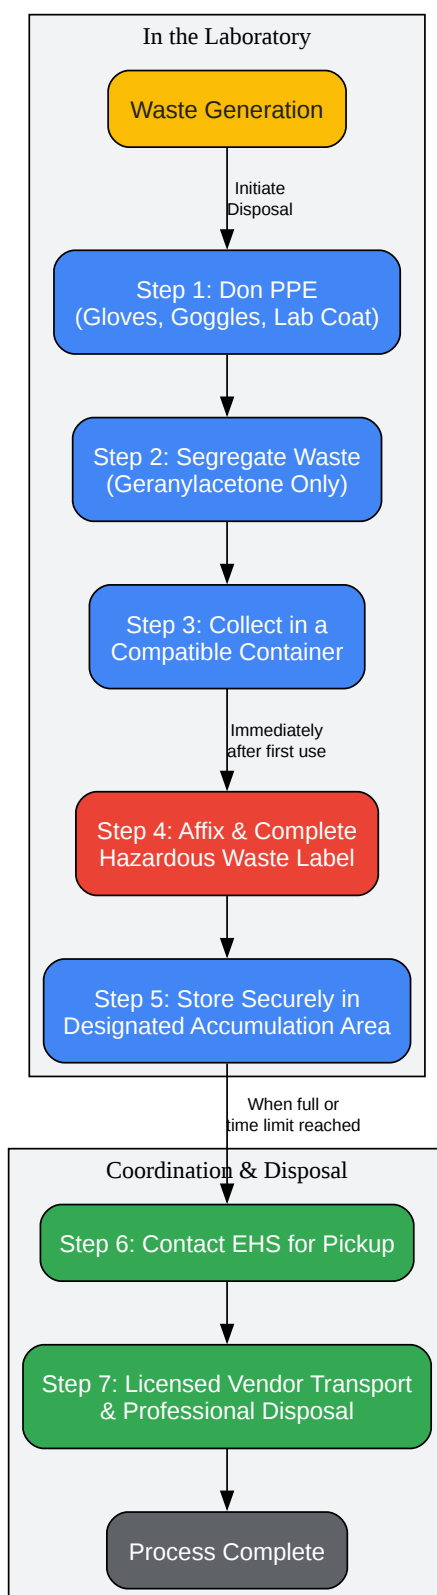 In the Laboratory
Waste Generation
Initiate
Disposal
Step 1: Don PPE
(Gloves, Goggles, Lab Coat)
Step 2: Segregate Waste
(Geranylacetone Only)
Step 3: Collect in a
Compatible Container
Immediately
after first use
Step 4: Affix & Complete
Hazardous Waste Label
Step 5: Store Securely in
Designated Accumulation Area
When full or
time limit reached
Coordination & Disposal
Step 6: Contact EHS for Pickup
Step 7: Licensed Vendor Transport
& Professional Disposal
Process Complete